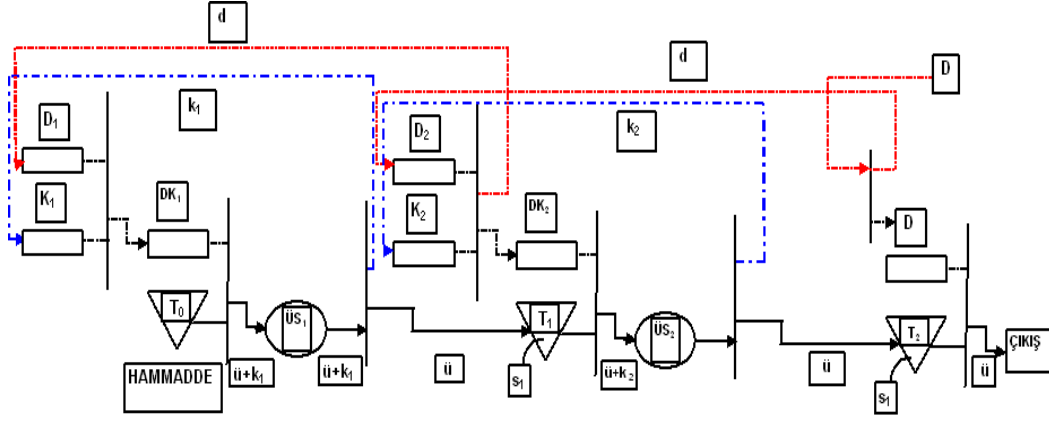 d
d
D
k₁
k₂
D₁
D₂
K₁
DK₁
K₂
DK₂
D
T₀
ÜS₁
T₁
ÜS₂
T₂
ÇIKIŞ
HAMMADDE
ü+k₁
ü+k₁
ü
s₁
ü+k₂
ü
s₁
ü